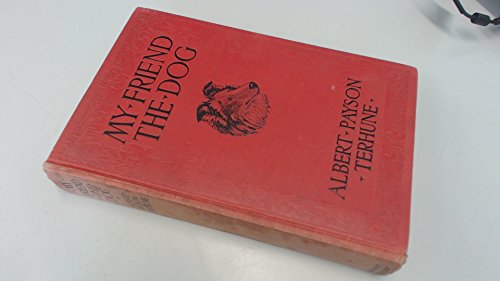 MY·FRIEND
THE·DOG
ALBERT·PAYSON
TERHUNE